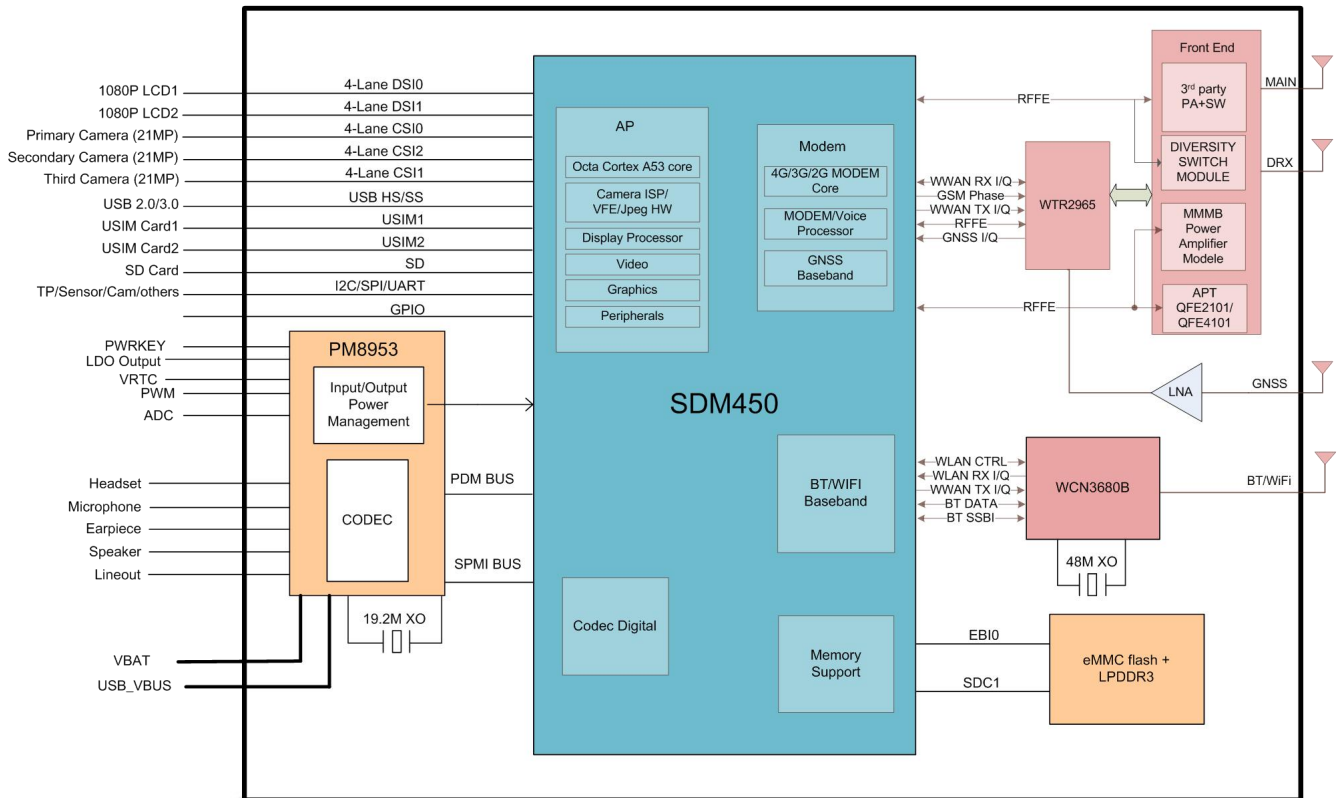 1080P LCD1
1080P LCD2
Primary Camera (21MP)
Secondary Camera (21MP)
Third Camera (21MP)
USB 2.0/3.0
USIM Card1
USIM Card2
SD Card
TP/Sensor/Cam/others
4-Lane DSI0
4-Lane DSI1
4-Lane CSI0
4-Lane CSI2
4-Lane CSI1
USB HS/SS
USIM1
USIM2
SD
I2C/SPI/UART
GPIO
PWRKEY
LDO Output
VRTC
PWM
ADC
Headset
Microphone
Earpiece
Speaker
Lineout
VBAT
USB_VBUS
PM8953
Input/Output
Power
Management
CODEC
19.2M XO
PDM BUS
SPMI BUS
AP
Octa Cortex A53 core
Camera ISP/
VFE/Jpeg HW
Display Processor
Video
Graphics
Peripherals
Modem
4G/3G/2G MODEM
Core
MODEM/Voice
Processor
GNSS
Baseband
SDM450
BT/WIFI
Baseband
Codec Digital
Memory
Support
RFFE
WWAN RX I/Q
GSM Phase
WWAN TX I/Q
RFFE
GNSS I/Q
RFFE
WTR2965
Front End
3rd party
PA+SW
DIVERSITY
SWITCH
MODULE
MMMB
Power
Amplifier
Modele
APT
QFE2101/
QFE4101
MAIN
DRX
LNA
GNSS
WLAN CTRL
WLAN RX I/Q
WWAN TX I/Q
BT DATA
BT SSBI
WCN3680B
BT/WiFi
48M XO
EBI0
SDC1
eMMC flash +
LPDDR3